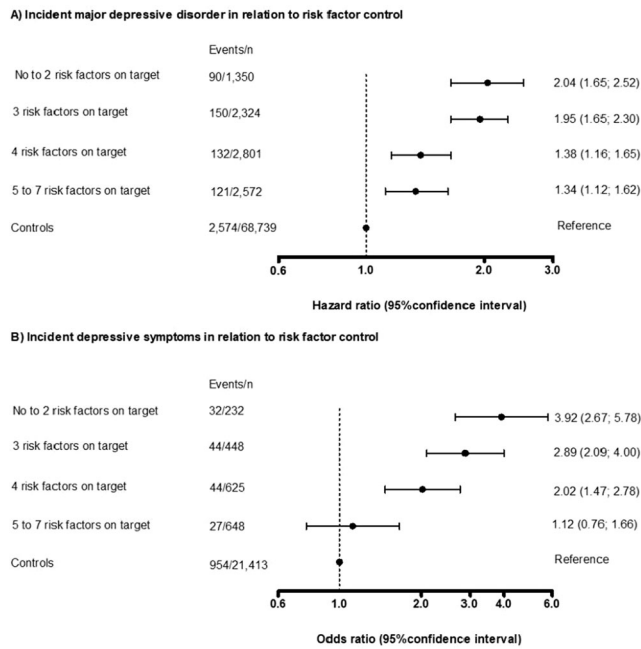 A) Incident major depressive disorder in relation to risk factor control
Events/n
No to 2 risk factors on target 90/1,350 2.04 (1.65; 2.52)
3 risk factors on target 150/2,324 1.95 (1.65; 2.30)
4 risk factors on target 132/2,801 1.38 (1.16; 1.65)
5 to 7 risk factors on target 121/2,572 1.34 (1.12; 1.62)
Controls 2,574/68,739 Reference
0.6 1.0 2.0 3.0
Hazard ratio (95%confidence interval)
B) Incident depressive symptoms in relation to risk factor control
Events/n
No to 2 risk factors on target 32/232 3.92 (2.67; 5.78)
3 risk factors on target 44/448 2.89 (2.09; 4.00)
4 risk factors on target 44/625 2.02 (1.47; 2.78)
5 to 7 risk factors on target 27/648 1.12 (0.76; 1.66)
Controls 954/21,413 Reference
0.6 1.0 2.0 3.0 4.0 6.0
Odds ratio (95%confidence interval)